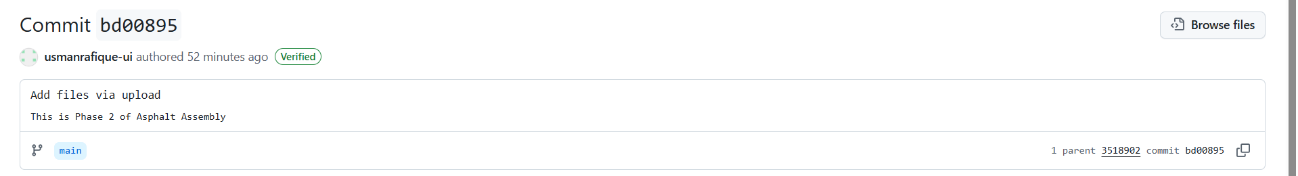 Commit bd00895
Browse files
usmanrafique-ui authored 52 minutes ago Verified
Add files via upload
This is Phase 2 of Asphalt Assembly
main
1 parent 3518902 commit bd00895